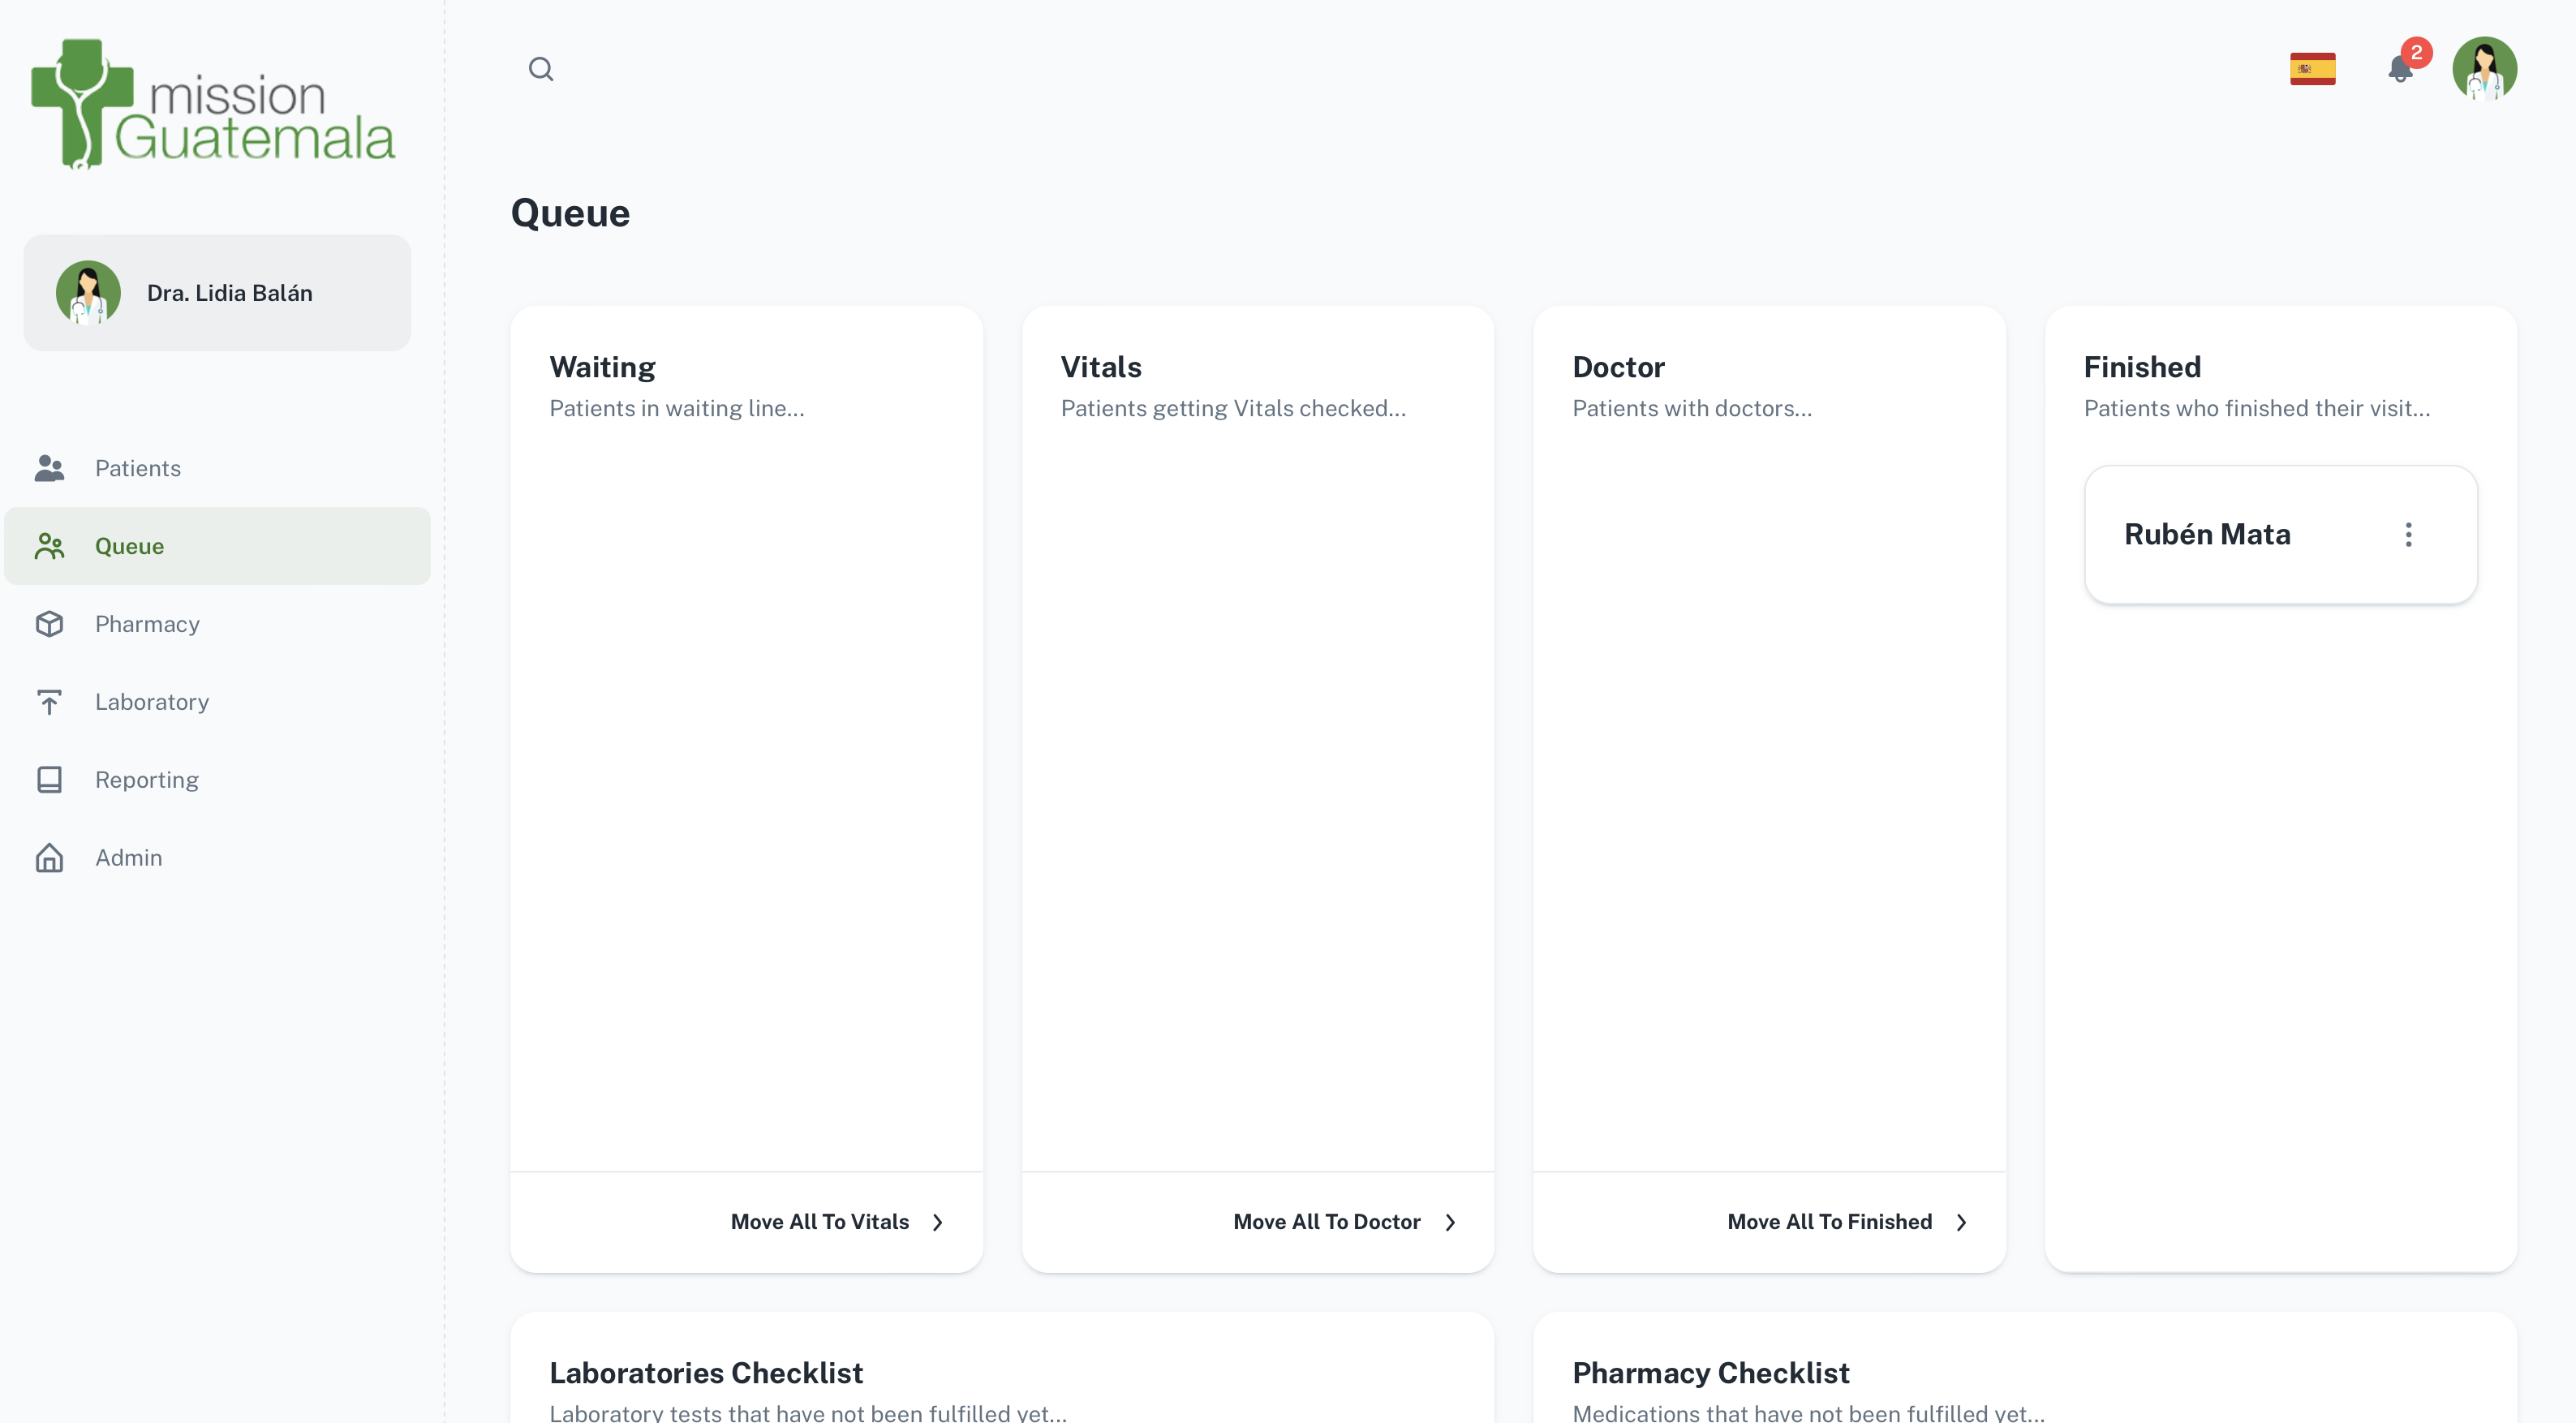 mission
Guatemala
2
Dra. Lidia Balán
Patients
Queue
Pharmacy
Laboratory
Reporting
Admin
Queue
Waiting
Patients in waiting line...
Move All To Vitals
Vitals
Patients getting Vitals checked...
Move All To Doctor
Doctor
Patients with doctors...
Move All To Finished
Finished
Patients who finished their visit...
Rubén Mata
Laboratories Checklist
Laboratory tests that have not been fulfilled yet...
Pharmacy Checklist
Medications that have not been fulfilled yet...